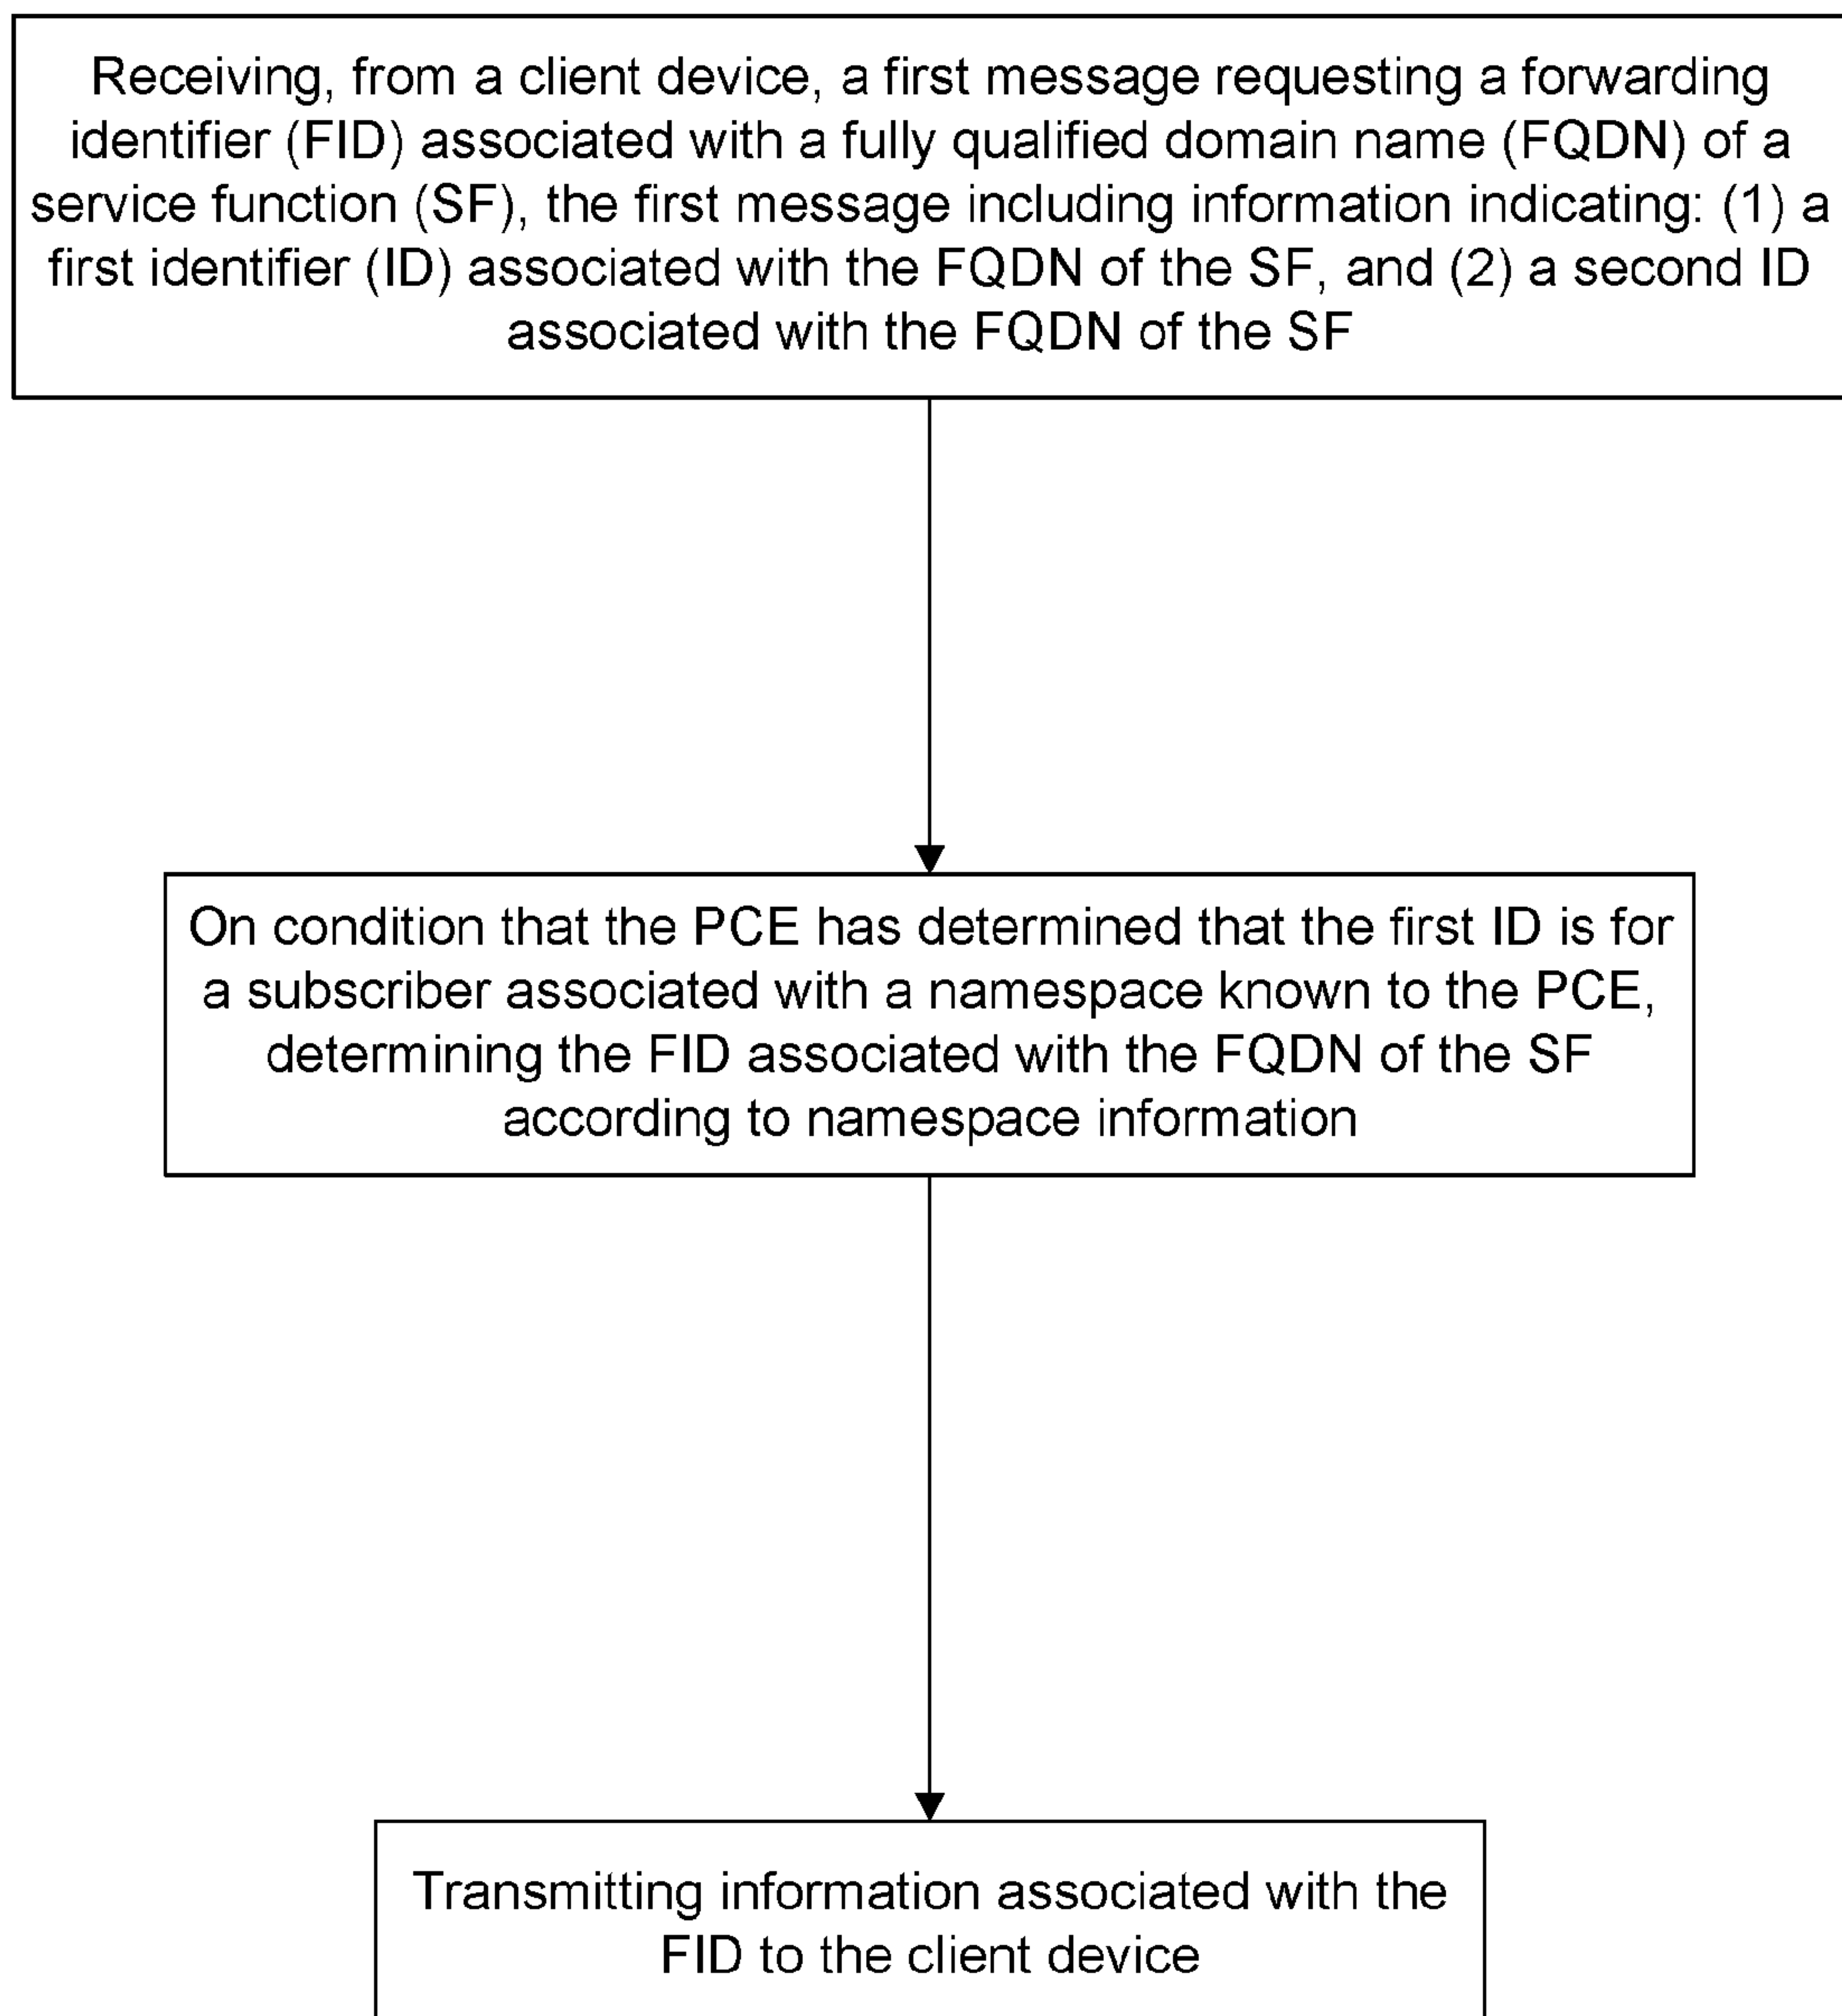 Receiving, from a client device, a first message requesting a forwarding
identifier (FID) associated with a fully qualified domain name (FQDN) of a
service function (SF), the first message including information indicating: (1) a
first identifier (ID) associated with the FQDN of the SF, and (2) a second ID
associated with the FQDN of the SF
On condition that the PCE has determined that the first ID is for
a subscriber associated with a namespace known to the PCE,
determining the FID associated with the FQDN of the SF
according to namespace information
Transmitting information associated with the
FID to the client device